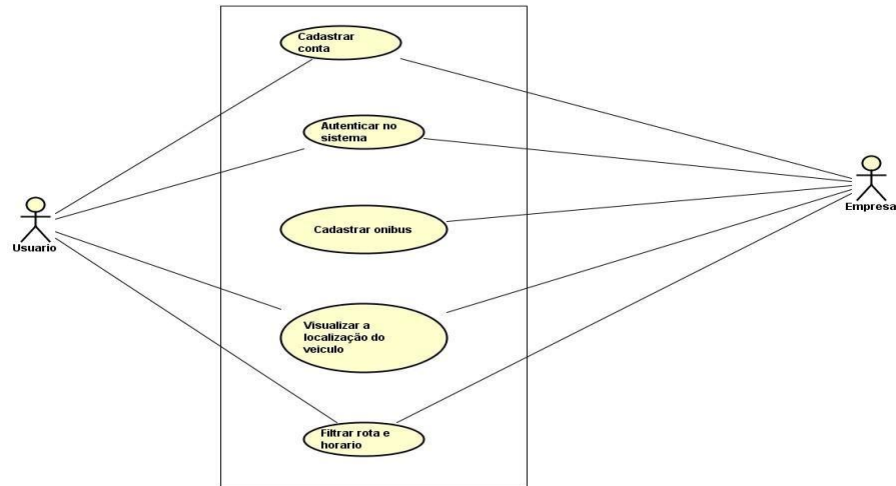 Cadastrar
conta
Autenticar no
sistema
Cadastrar onibus
Usuario
Empresa
Visualizar a
localização do
veiculo
Filtrar rota e
horario